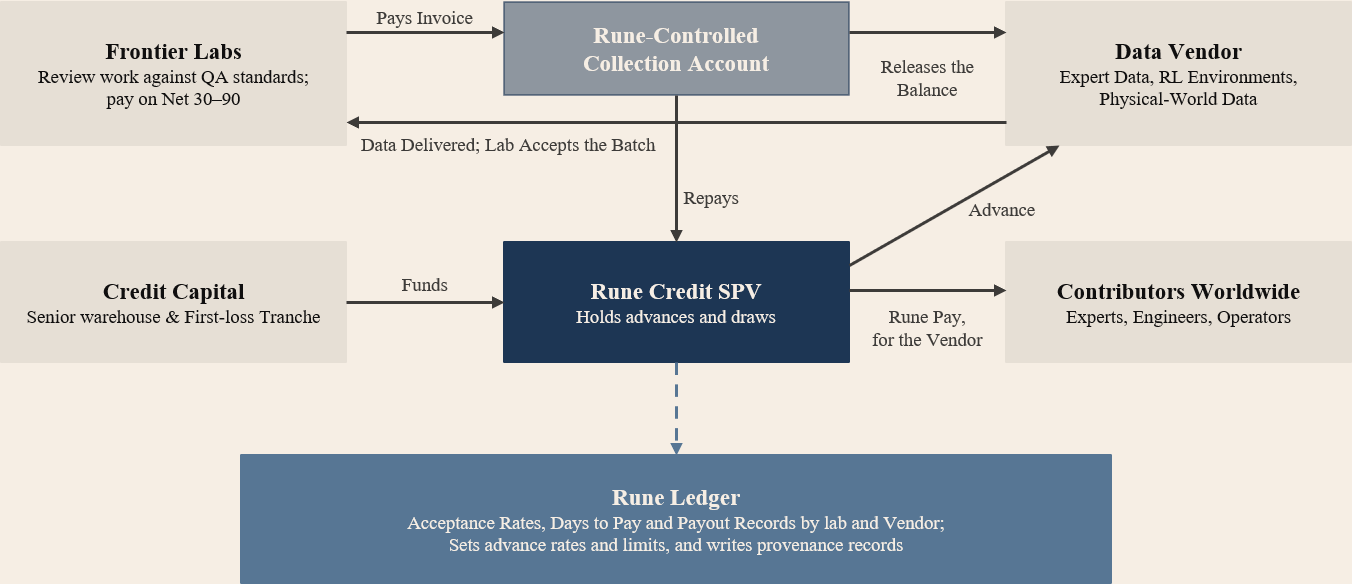 Pays Invoice
Rune-Controlled
Collection Account
Frontier Labs
Review work against QA standards;
pay on Net 30–90
Releases the
Balance
Data Vendor
Expert Data, RL Environments,
Physical-World Data
Data Delivered; Lab Accepts the Batch
Repays
Advance
Credit Capital
Senior warehouse & First-loss Tranche
Funds
Rune Credit SPV
Holds advances and draws
Rune Pay,
for the Vendor
Contributors Worldwide
Experts, Engineers, Operators
Rune Ledger
Acceptance Rates, Days to Pay and Payout Records by lab and Vendor;
Sets advance rates and limits, and writes provenance records